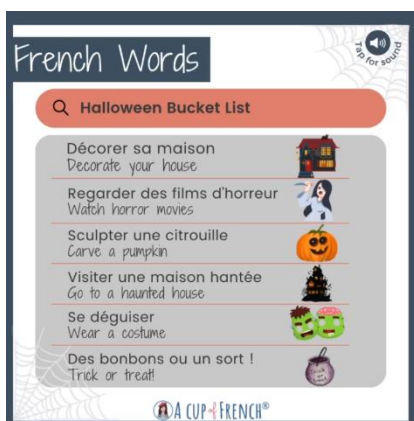 French Words
Tap for sound
Halloween Bucket List
Décorer sa maison
Decorate your house
Regarder des films d'horreur
Watch horror movies
Sculpter une citrouille
Carve a pumpkin
Visiter une maison hantée
Go to a haunted house
Se déguiser
Wear a costume
Des bonbons ou un sort !
Trick or treat!
A CUP of FRENCH®